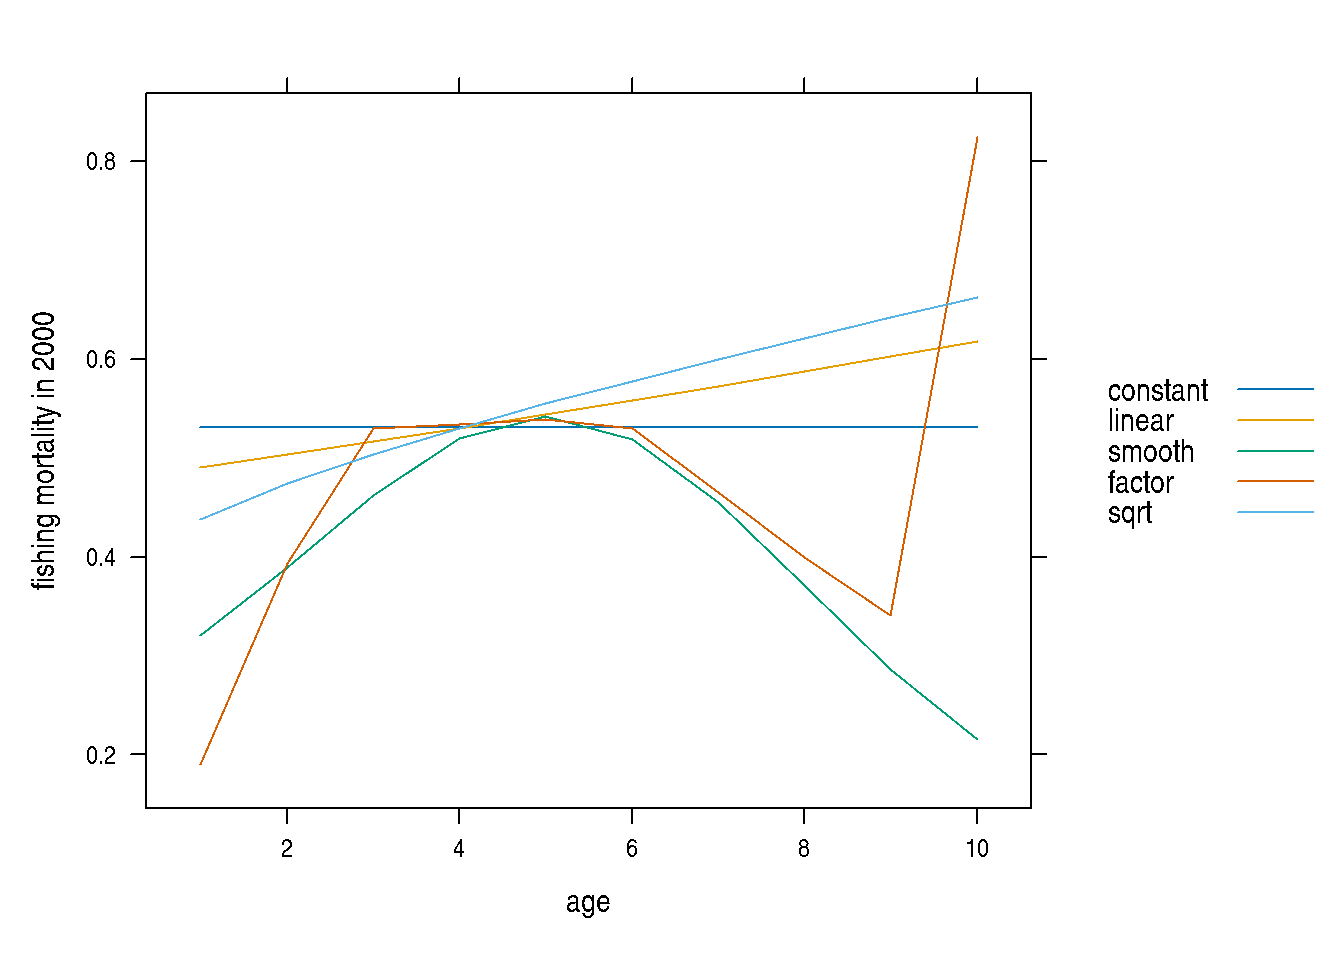 0.8
0.6
0.4
0.2
fishing mortality in 2000
2 4 6 8 10
age
constant
linear
smooth
factor
sqrt